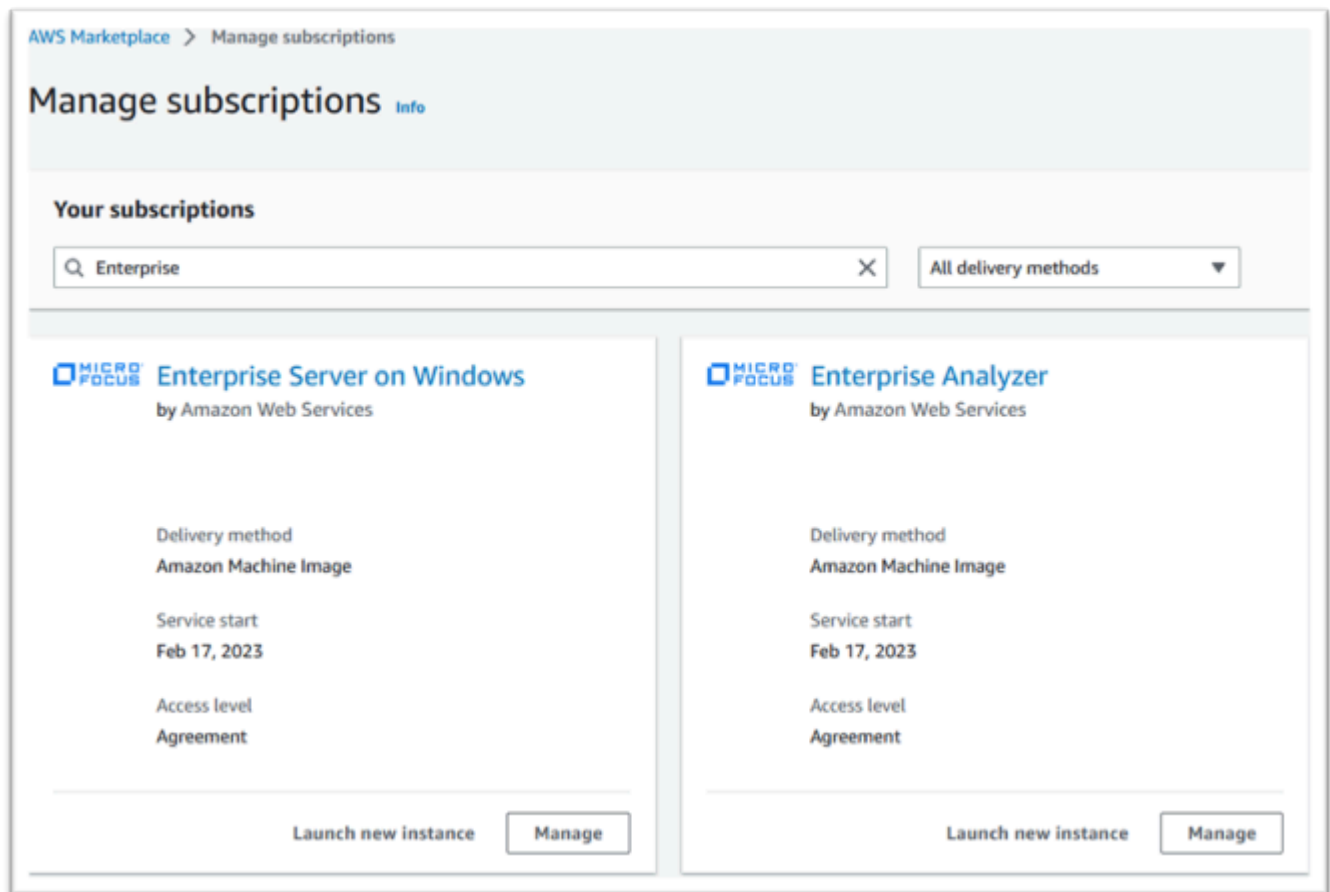 AWS Marketplace > Manage subscriptions
Manage subscriptions Info
Your subscriptions
Enterprise
All delivery methods
MICRO FOCUS Enterprise Server on Windows
by Amazon Web Services
Delivery method
Amazon Machine Image
Service start
Feb 17, 2023
Access level
Agreement
Launch new instance Manage
MICRO FOCUS Enterprise Analyzer
by Amazon Web Services
Delivery method
Amazon Machine Image
Service start
Feb 17, 2023
Access level
Agreement
Launch new instance Manage